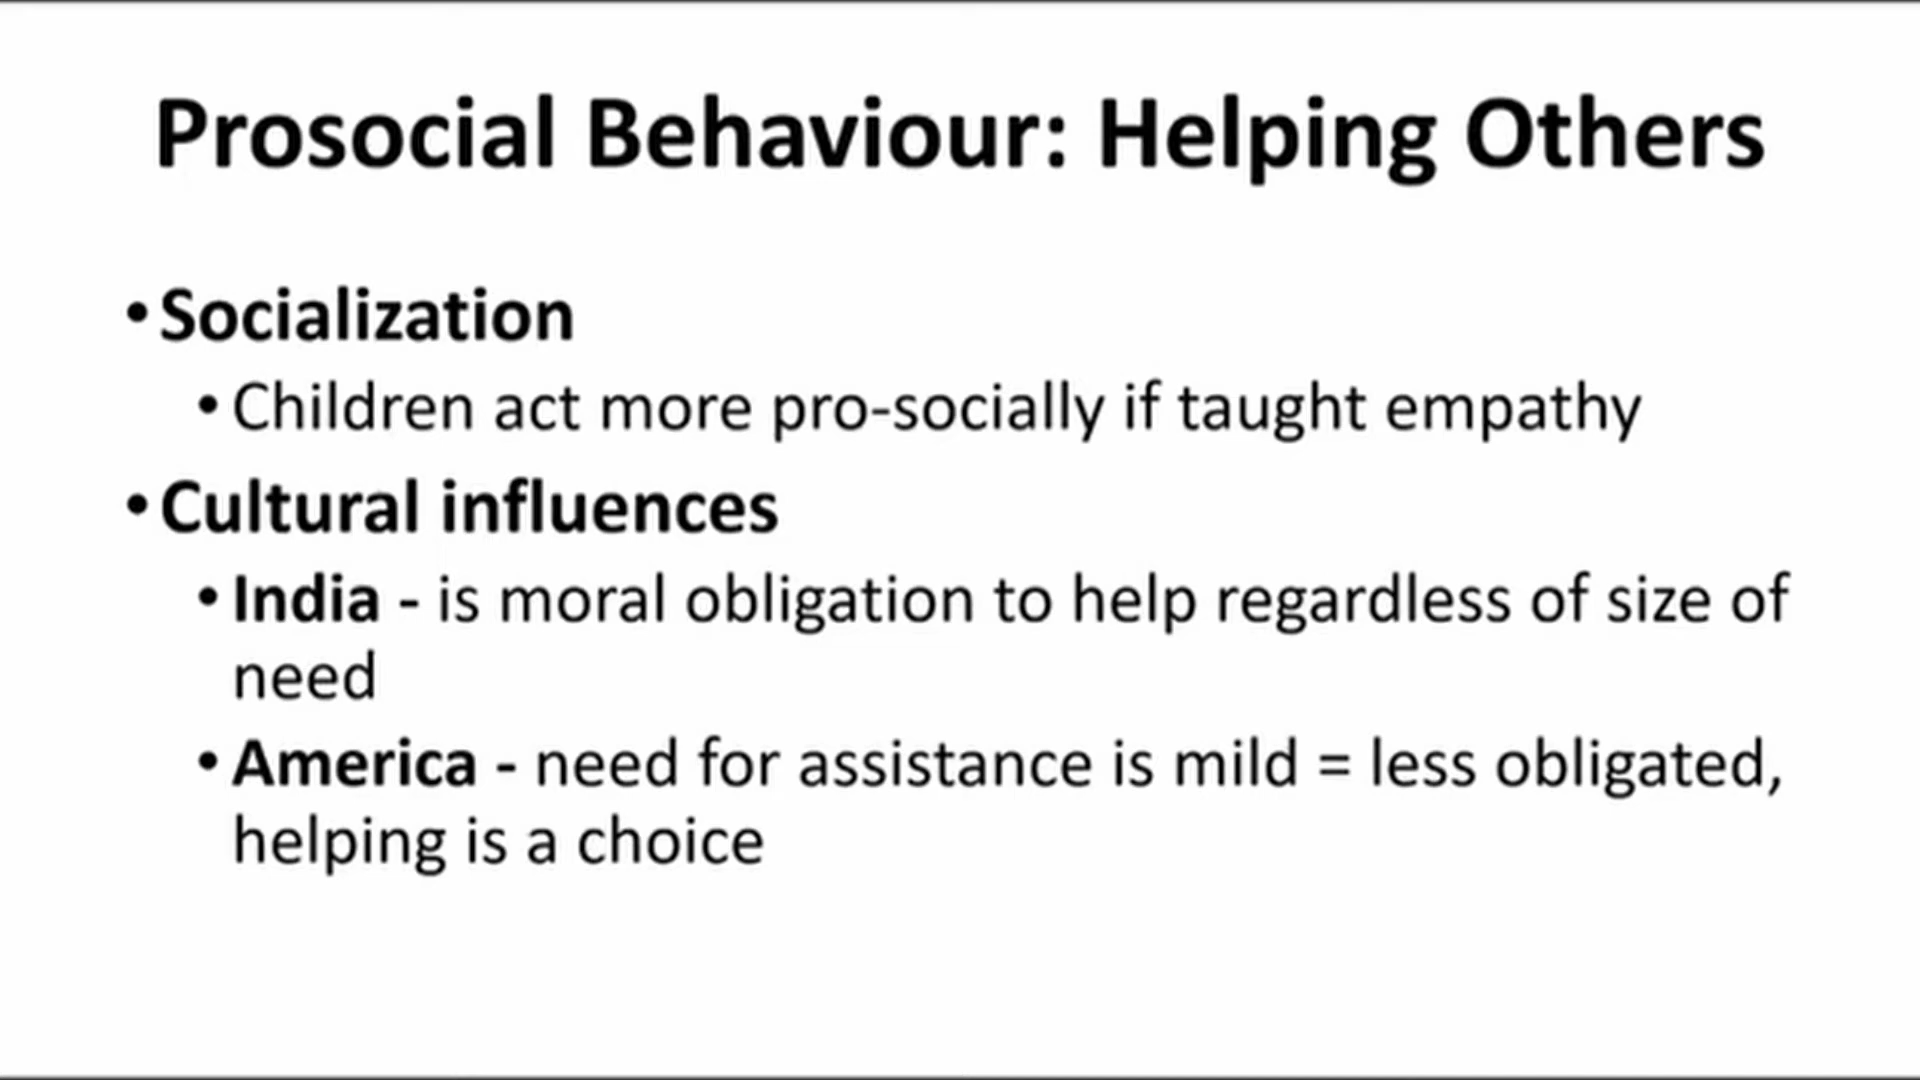 Prosocial Behaviour: Helping Others
• Socialization
• Children act more pro-socially if taught empathy
• Cultural influences
• India - is moral obligation to help regardless of size of
need
• America - need for assistance is mild = less obligated,
helping is a choice